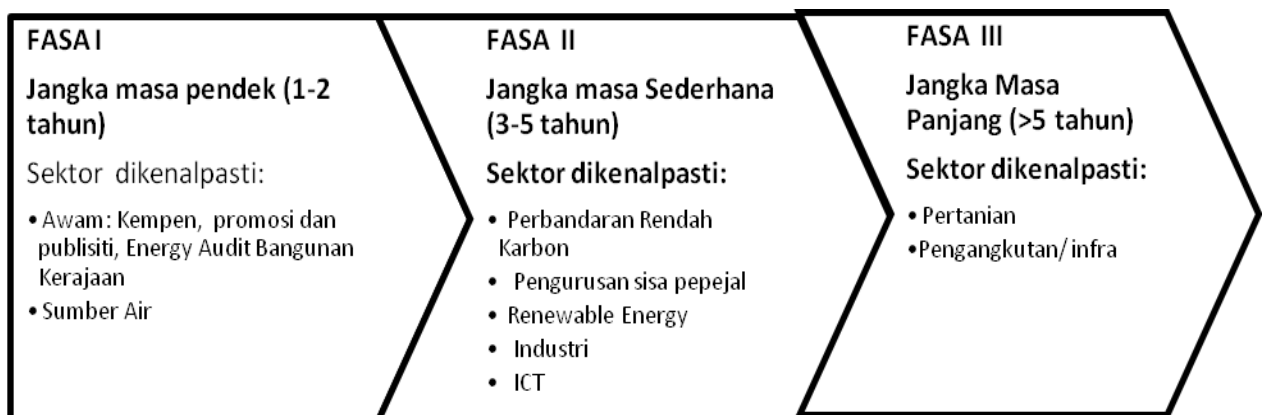 FASA I
Jangka masa pendek (1-2
tahun)
Sektor dikenalpasti:
• Awam: Kempen, promosi dan
publisiti, Energy Audit Bangunan
Kerajaan
• Sumber Air
FASA II
Jangka masa Sederhana
(3-5 tahun)
Sektor dikenalpasti:
• Perbandaran Rendah
Karbon
• Pengurusan sisa pepejal
• Renewable Energy
• Industri
• ICT
FASA III
Jangka Masa
Panjang (>5 tahun)
Sektor dikenalpasti:
• Pertanian
•Pengangkutan/ infra